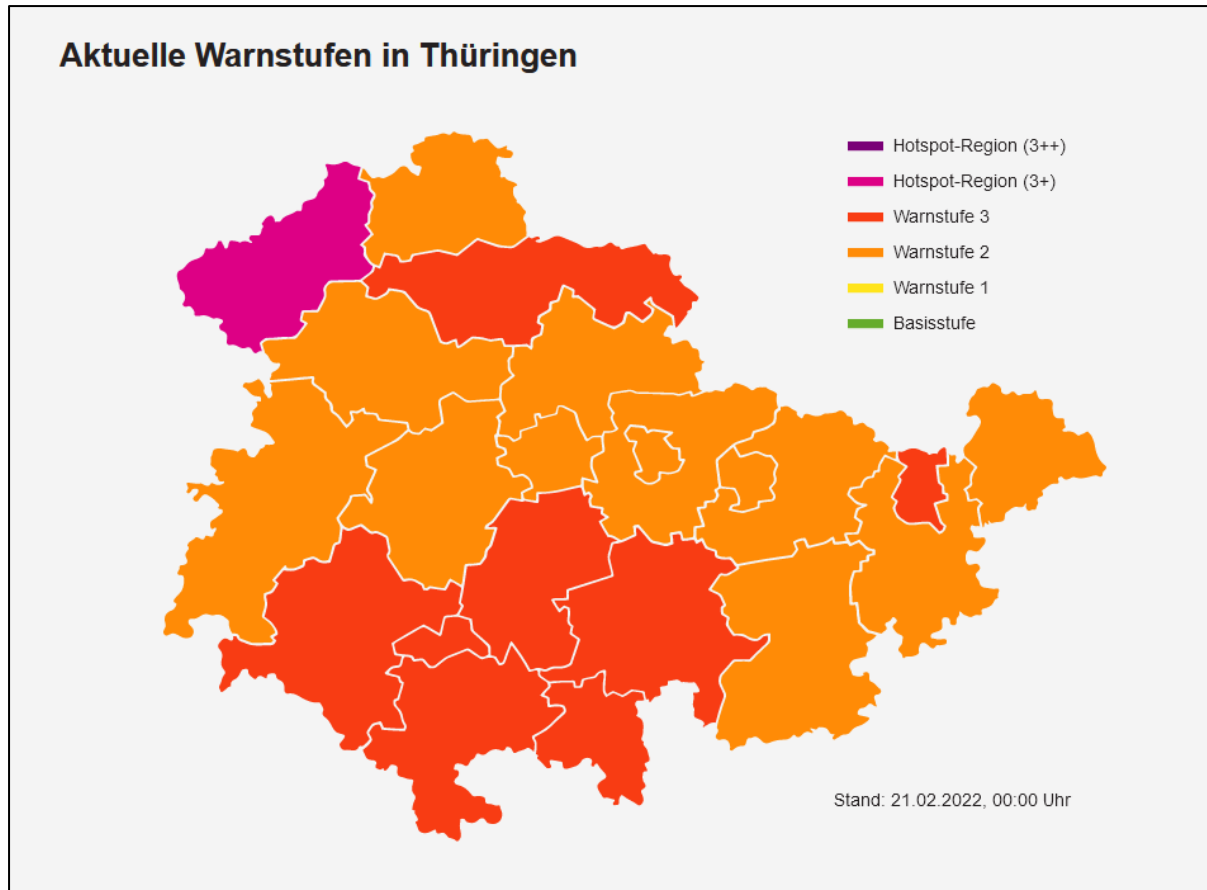 Aktuelle Warnstufen in Thüringen
Hotspot-Region (3++)
Hotspot-Region (3+)
Warnstufe 3
Warnstufe 2
Warnstufe 1
Basisstufe
Stand: 21.02.2022, 00:00 Uhr